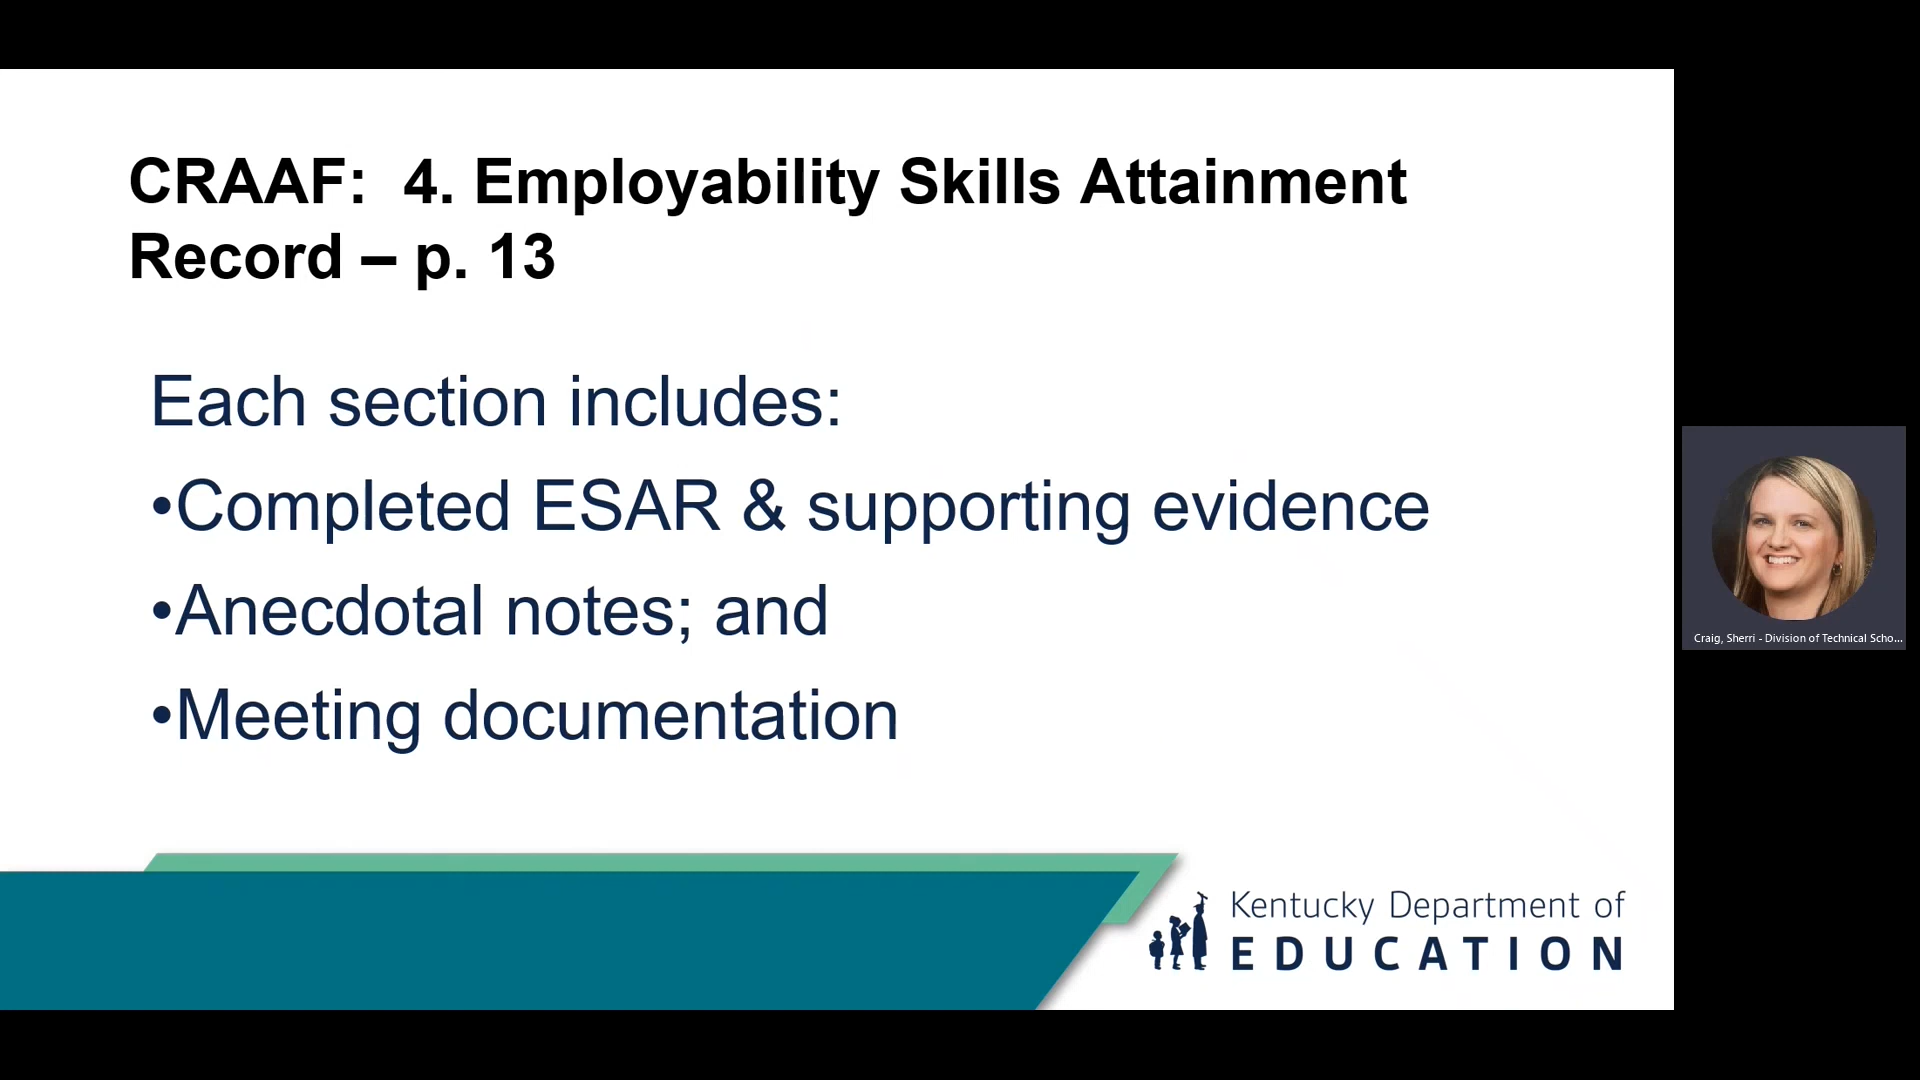 CRAAF:  4. Employability Skills Attainment
Record – p. 13
Each section includes:
•Completed ESAR & supporting evidence
•Anecdotal notes; and
•Meeting documentation
Kentucky Department of
EDUCATION
Craig, Sherri - Division of Technical Scho...